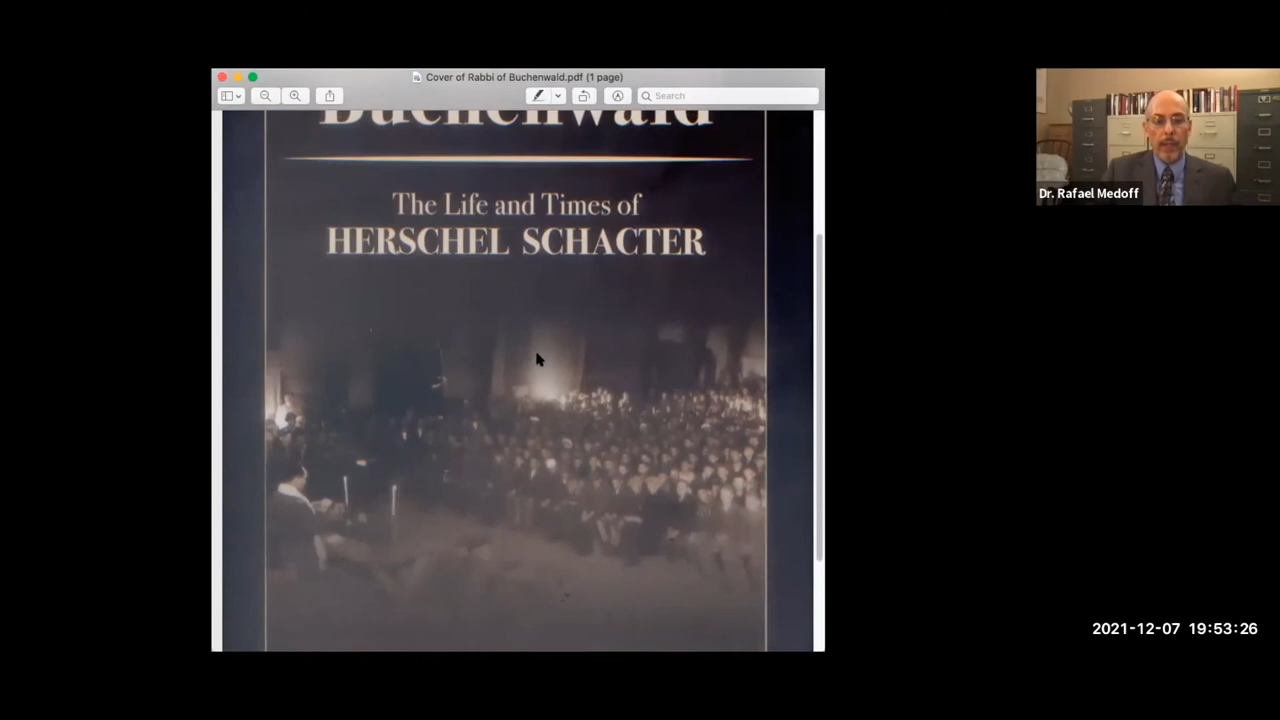 Cover of Rabbi of Buchenwald.pdf (1 page)
Search
Buchenwald
The Life and Times of
HERSCHEL SCHACTER
Dr. Rafael Medoff
2021-12-07 19:53:26